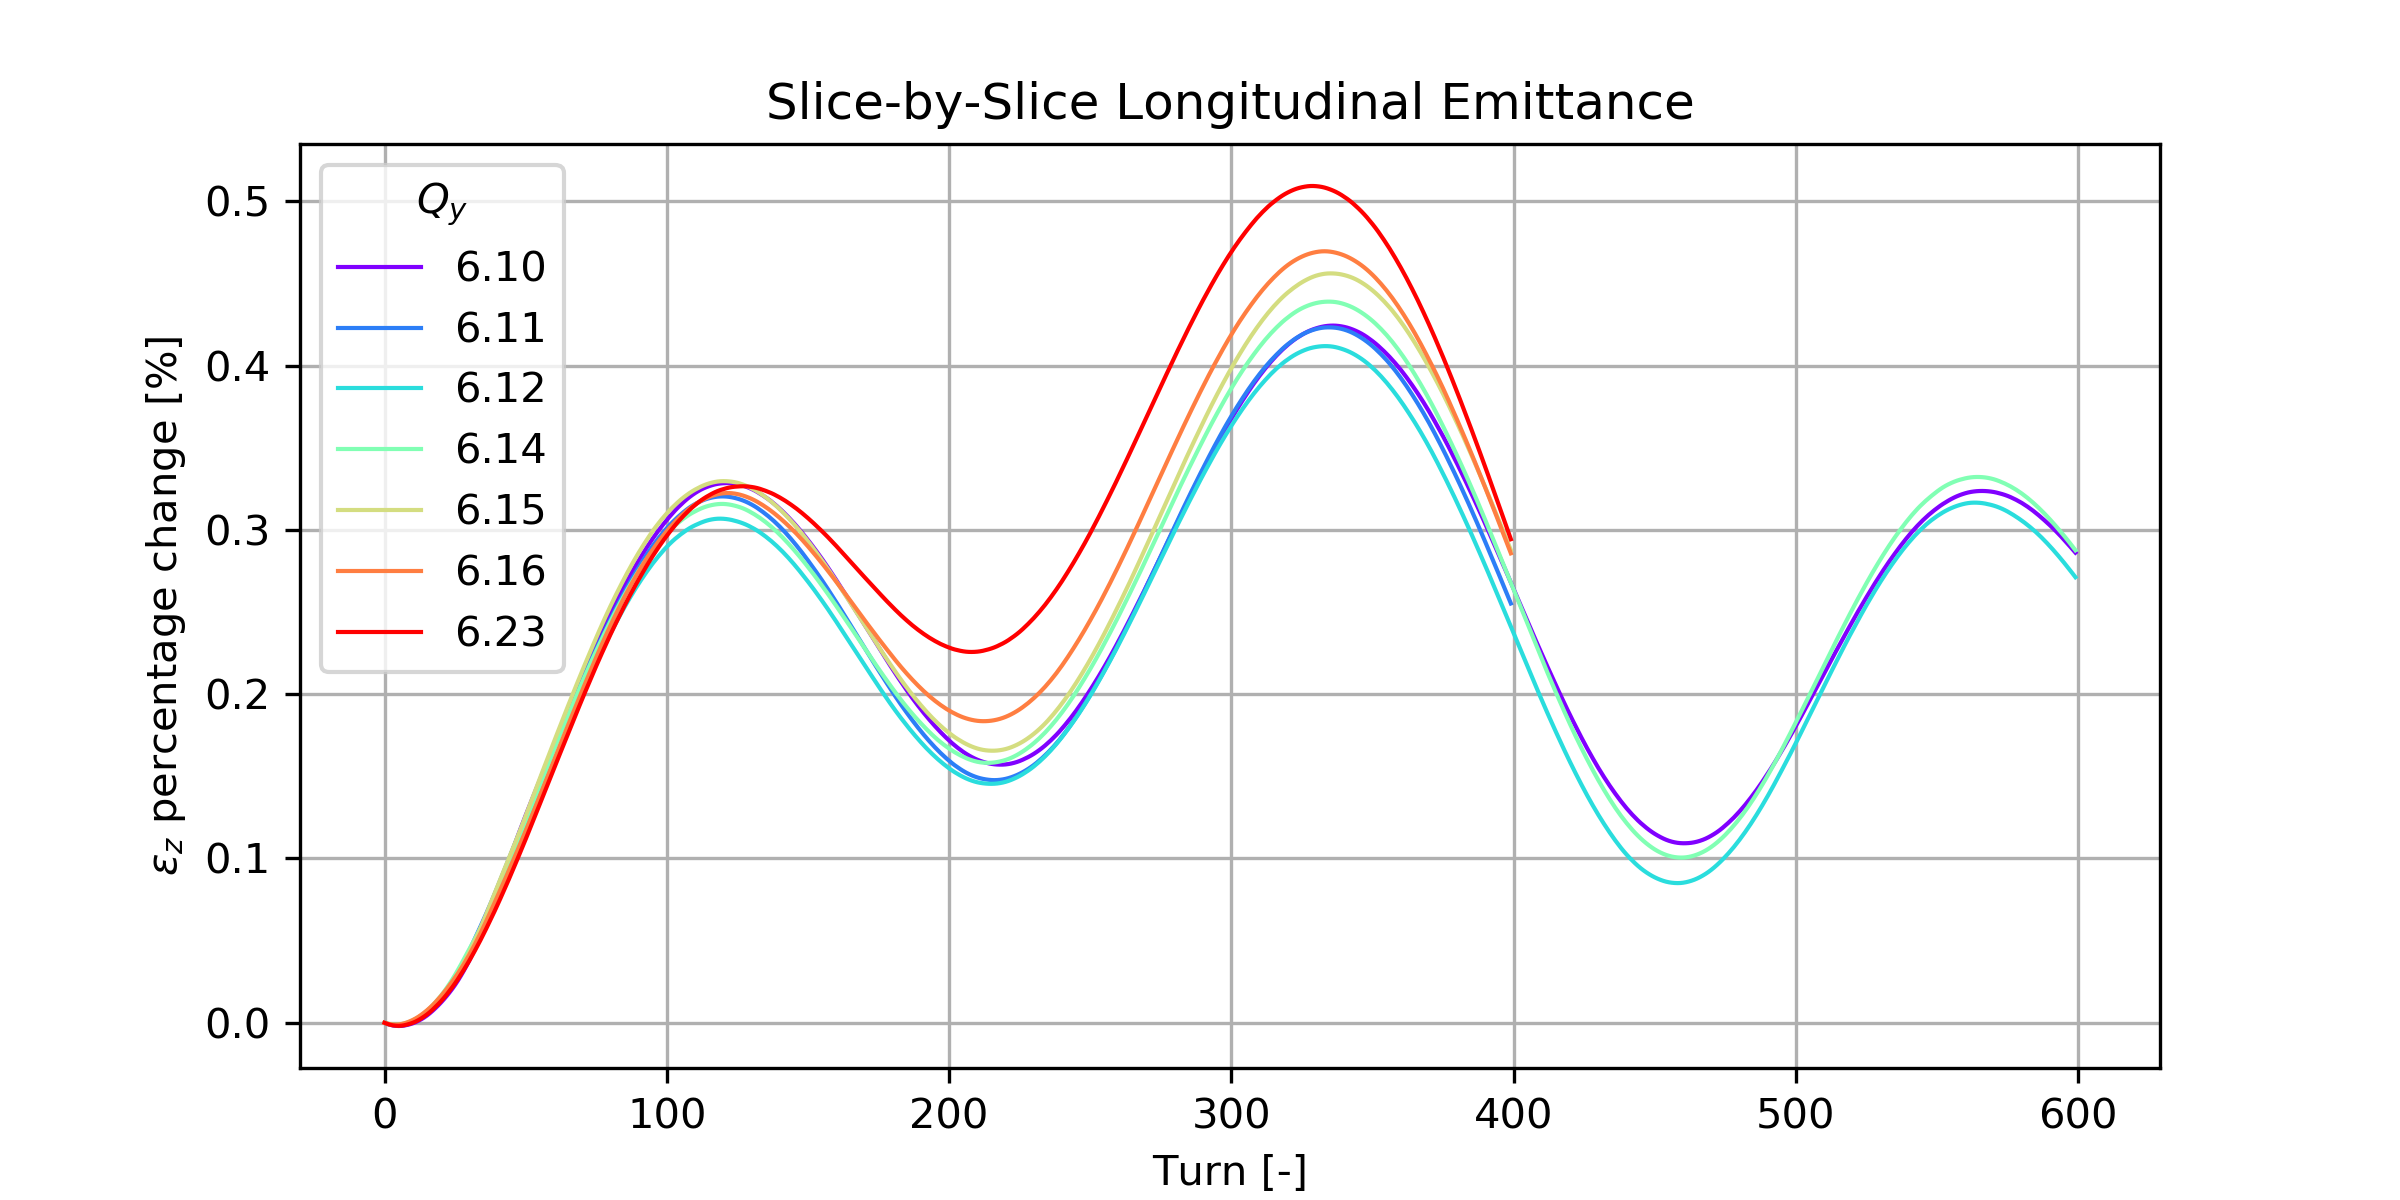 Slice-by-Slice Longitudinal Emittance
Q_y
6.10
6.11
6.12
6.14
6.15
6.16
6.23
ε_z percentage change [%]
0.5
0.4
0.3
0.2
0.1
0.0
0 100 200 300 400 500 600
Turn [-]